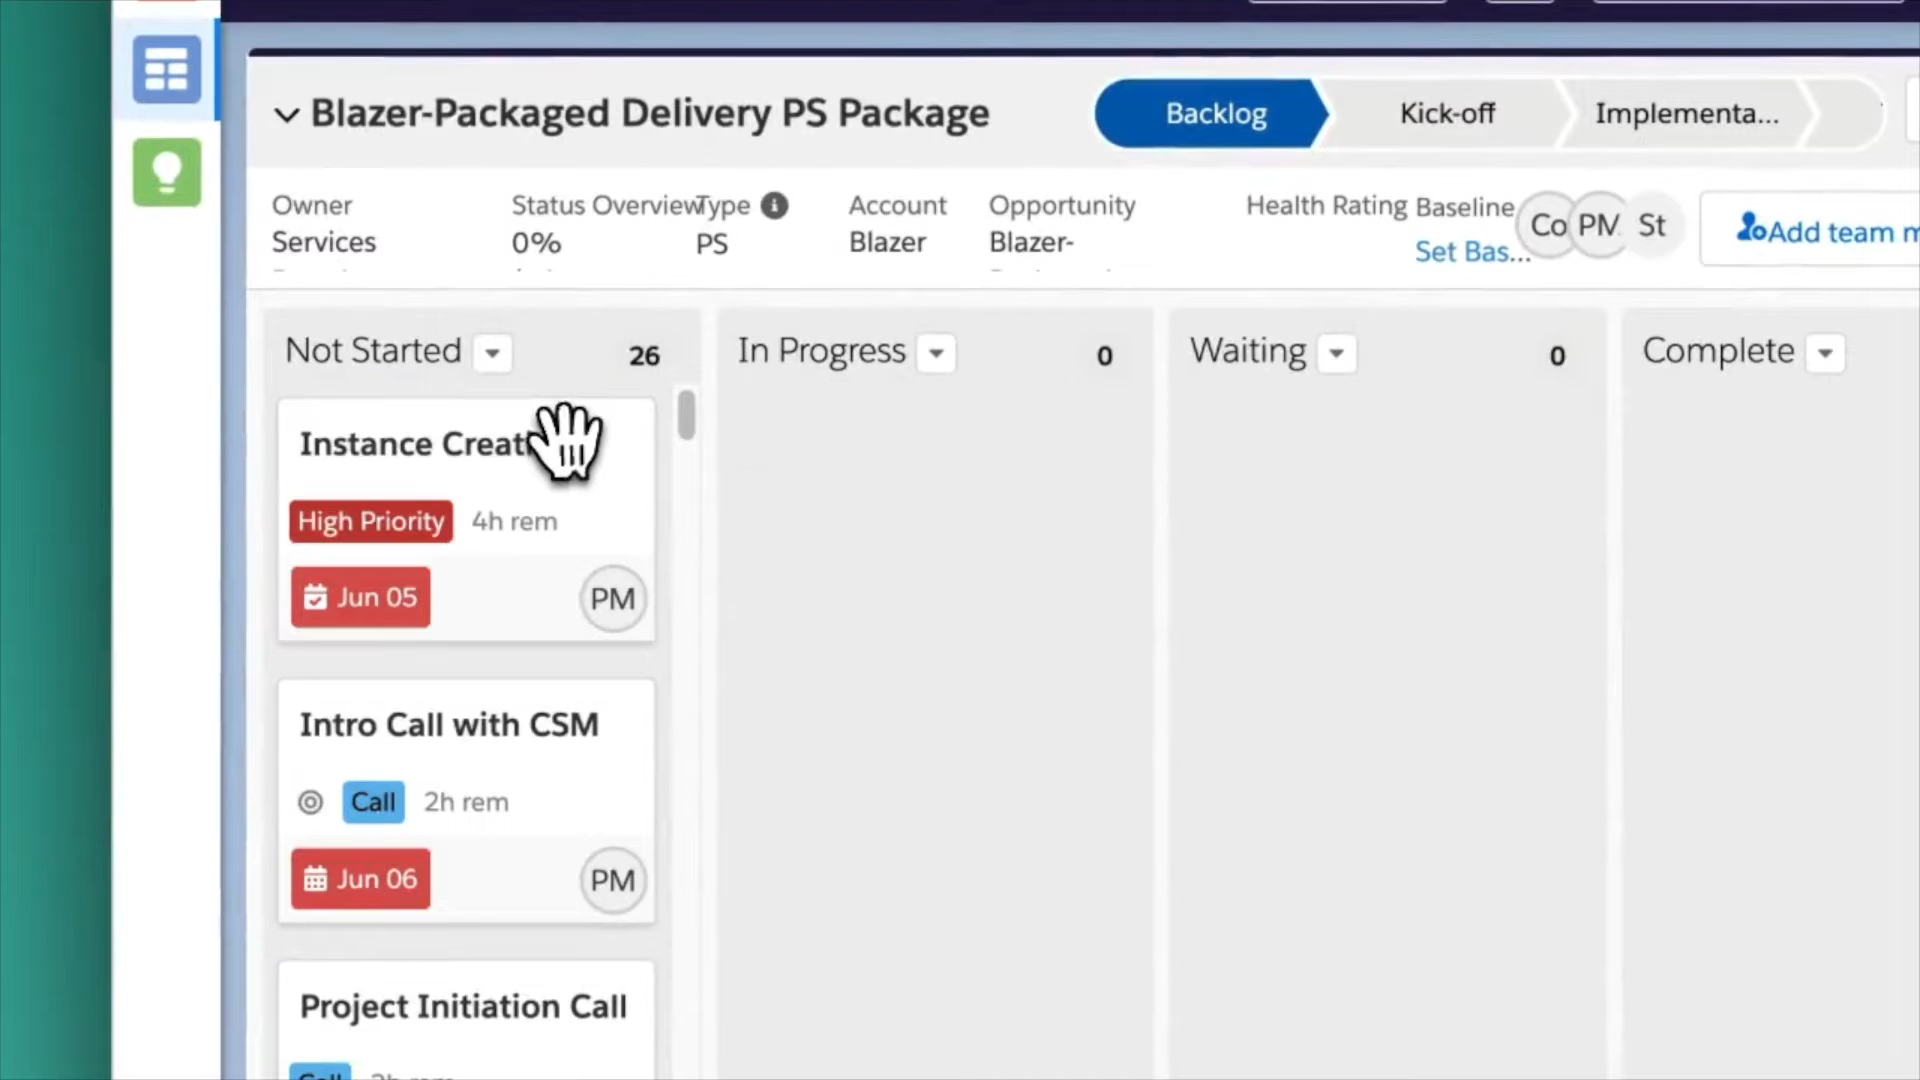 Blazer-Packaged Delivery PS Package
Backlog
Kick-off
Implementa...
Owner
Services
Status Overview
0%
Type
PS
Account
Blazer
Opportunity
Blazer-
Health Rating
Baseline
Set Bas...
Co
PM
St
Add team m
Not Started
26
In Progress
0
Waiting
0
Complete
Instance Creat
High Priority
4h rem
Jun 05
PM
Intro Call with CSM
Call
2h rem
Jun 06
PM
Project Initiation Call
Call